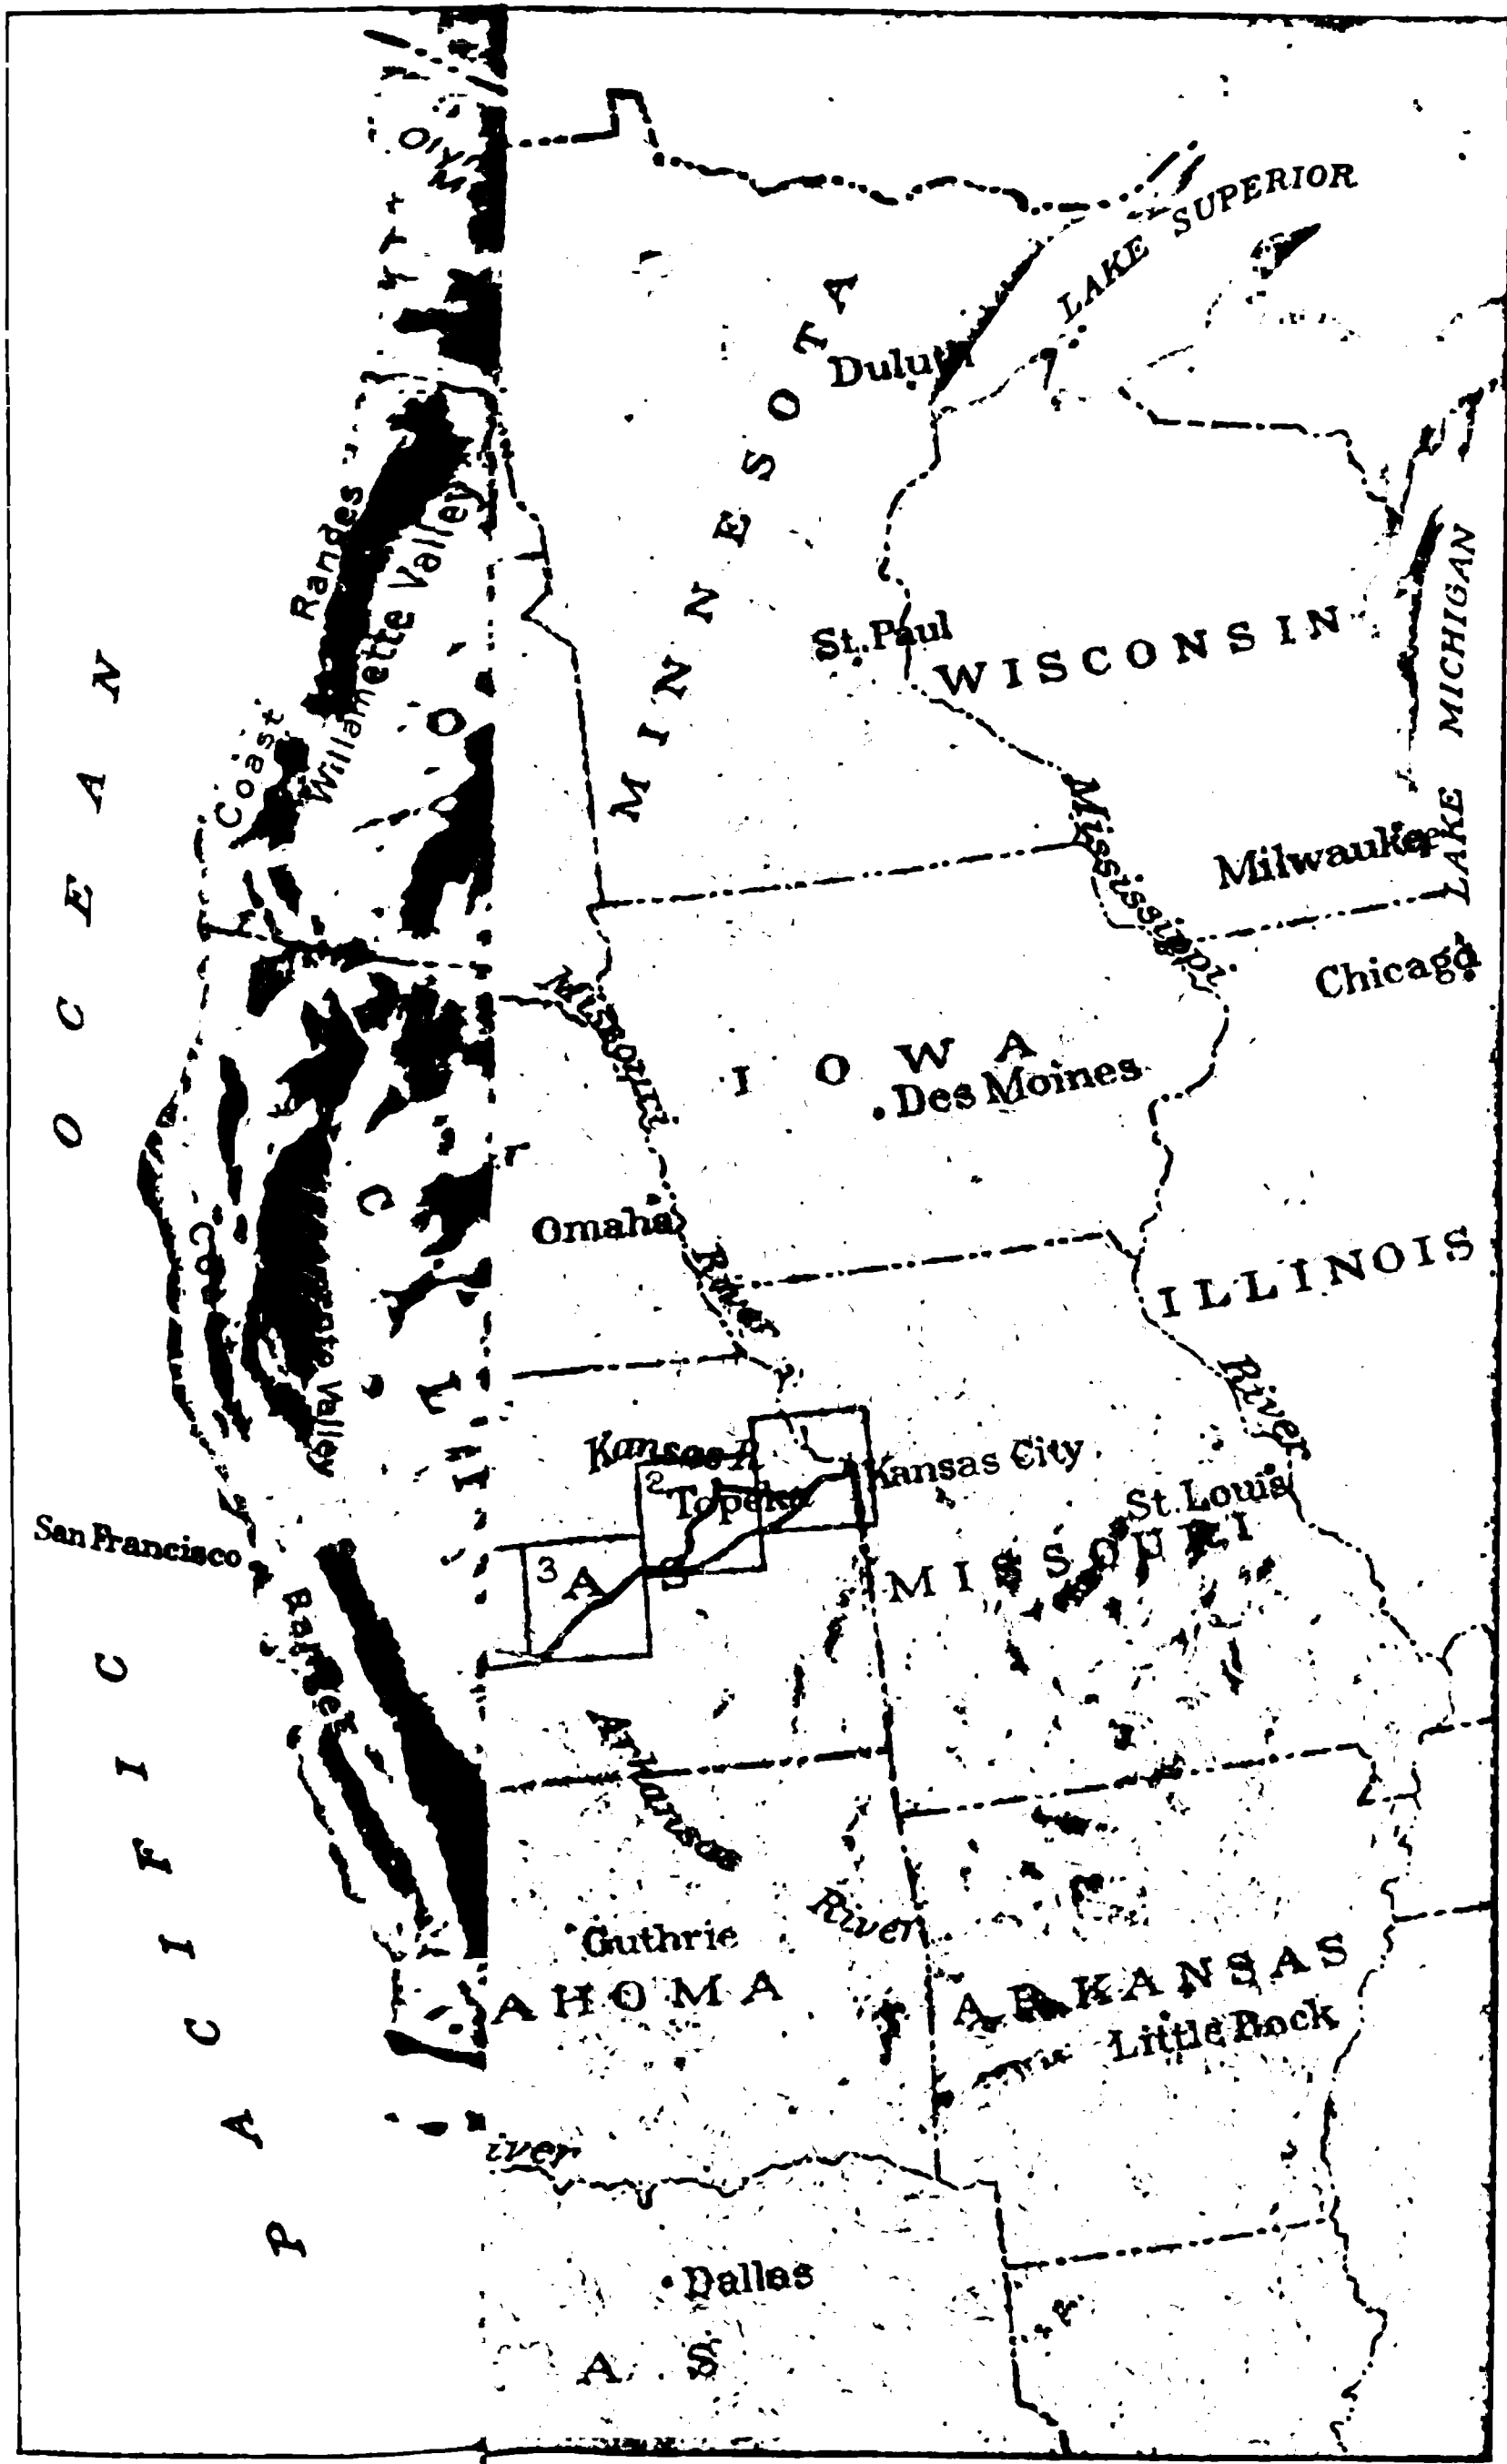 LAKE SUPERIOR
MINNESOTA
Duluth
Coast Ranges
Willamette Valley
St. Paul
WISCONSIN
LAKE MICHIGAN
Mississippi River
Milwaukee
Chicago
PACIFIC OCEAN
Missouri River
IOWA
Des Moines
Omaha
ILLINOIS
Valley
Kansas R.
2
Topeka
Kansas City
St. Louis
San Francisco
3
A
S
MISSOURI
Arkansas River
Guthrie
AHOMA
ARKANSAS
Little Rock
iver
Dallas
A S